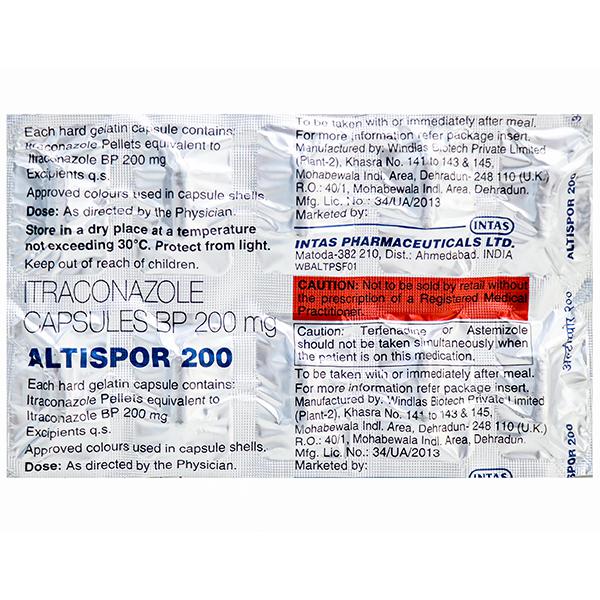 Each hard gelatin capsule contains:
Itraconazole Pellets equivalent to
Itraconazole BP 200 mg
Excipients q.s.
Approved colours used in capsule shells.
Dose: As directed by the Physician.
Store in a dry place at a temperature
not exceeding 30°C. Protect from light.
Keep out of reach of children.
ITRACONAZOLE
CAPSULES BP 200 mg
ALTISPOR 200
Each hard gelatin capsule contains:
Itraconazole Pellets equivalent to
Itraconazole BP 200 mg
Excipients q.s.
Approved colours used in capsule shells.
Dose: As directed by the Physician.
To be taken with or immediately after meal.
For more information refer package insert.
Manufactured by: Windlas Biotech Private Limited
(Plant-2), Khasra No. 141 to 143 & 145,
Mohabewala Indl. Area, Dehradun- 248 110 (U.K.)
R.O.: 40/1, Mohabewala Indl. Area, Dehradun.
Mfg. Lic. No.: 34/UA/2013
Marketed by:
INTAS
INTAS PHARMACEUTICALS LTD.
Matoda-382 210, Dist.: Ahmedabad. INDIA
WBALTPSF01
CAUTION: Not to be sold by retail without
the prescription of a Registered Medical
Practitioner.
Caution: Terfenadine or Astemizole
should not be taken simultaneously when
the patient is on this medication.
To be taken with or immediately after meal.
For more information refer package insert.
Manufactured by: Windlas Biotech Private Limited
(Plant-2), Khasra No. 141 to 143 & 145,
Mohabewala Indl. Area, Dehradun- 248 110 (U.K.)
R.O.: 40/1, Mohabewala Indl. Area, Dehradun.
Mfg. Lic. No.: 34/UA/2013
Marketed by:
INTAS
ALTISPOR 200
अल्टिस्पोर २००
ALTISPOR 200